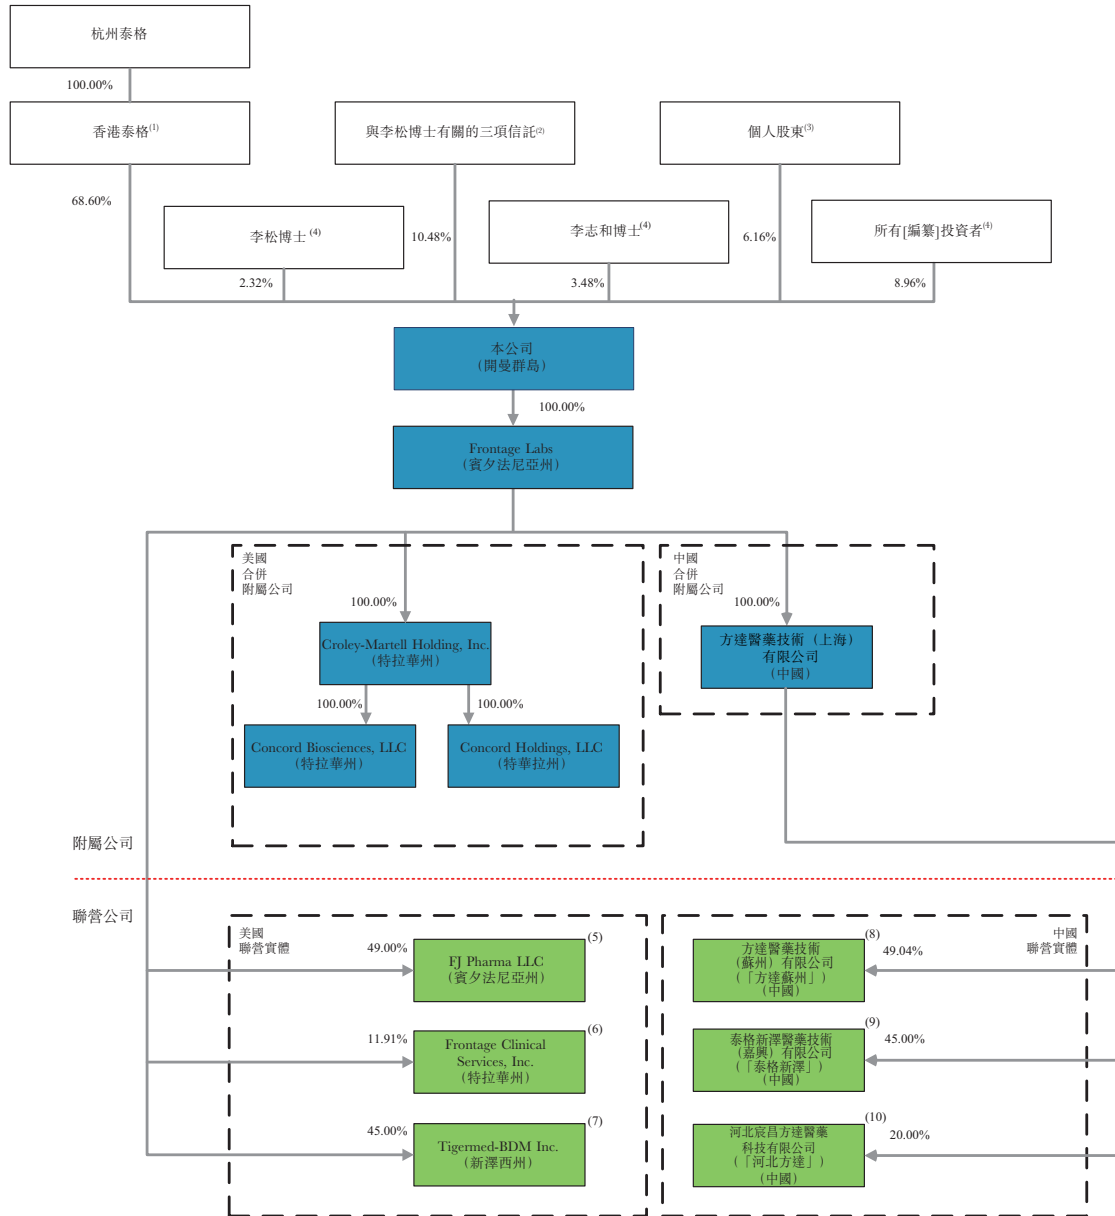 杭州泰格
100.00%
香港泰格(1)
與李松博士有關的三項信託(2)
個人股東(3)
68.60%
李松博士 (4)
10.48%
李志和博士(4)
6.16%
所有[編纂]投資者(4)
2.32%
3.48%
8.96%
本公司
(開曼群島)
100.00%
Frontage Labs
(賓夕法尼亞州)
美國
合併
附屬公司
中國
合併
附屬公司
100.00%
100.00%
Croley-Martell Holding, Inc.
(特拉華州)
方達醫藥技術(上海)
有限公司
(中國)
100.00%
100.00%
Concord Biosciences, LLC
(特拉華州)
Concord Holdings, LLC
(特華拉州)
附屬公司
聯營公司
美國
聯營實體
中國
聯營實體
49.00%
FJ Pharma LLC
(賓夕法尼亞州)
(5)
方達醫藥技術
(蘇州)有限公司
(「方達蘇州」)
(中國)
(8)
49.04%
11.91%
Frontage Clinical
Services, Inc.
(特拉華州)
(6)
泰格新澤醫藥技術
(嘉興)有限公司
(「泰格新澤」)
(中國)
(9)
45.00%
45.00%
Tigermed-BDM Inc.
(新澤西州)
(7)
河北宸昌方達醫藥
科技有限公司
(「河北方達」)
(中國)
(10)
20.00%